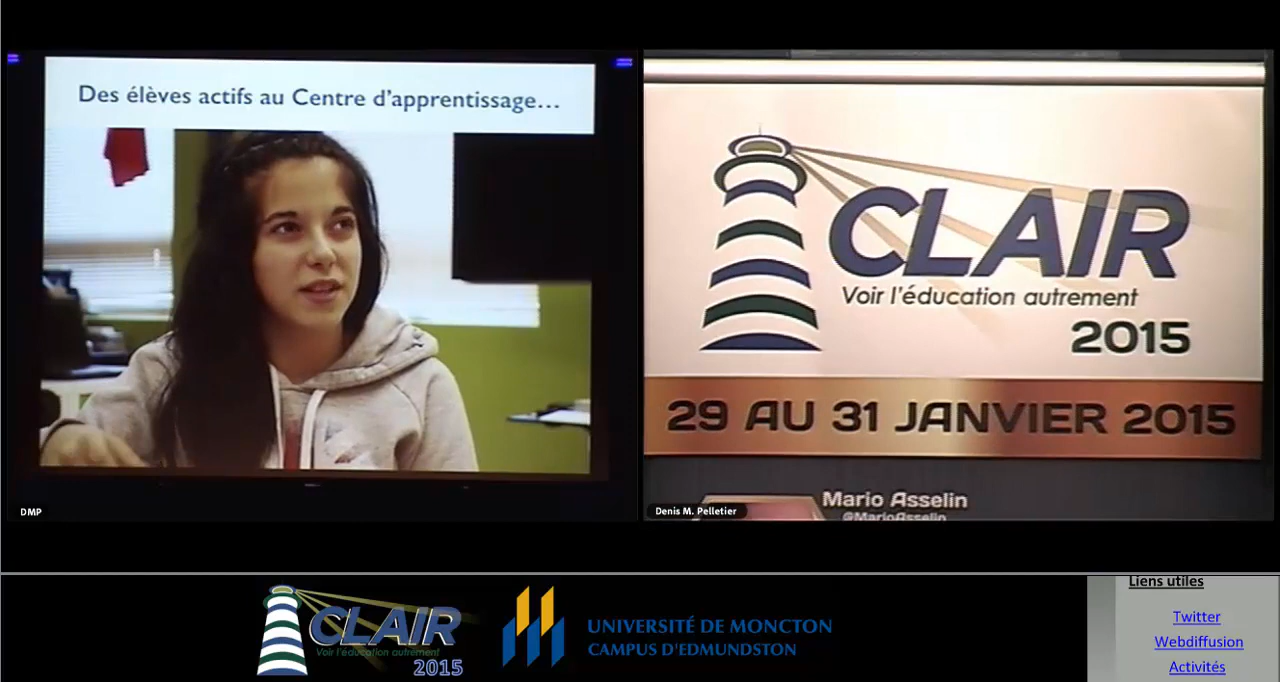 Des élèves actifs au Centre d'apprentissage...
DMP
CLAIR
Voir l'éducation autrement
2015
29 AU 31 JANVIER 2015
Mario Asselin
@MarioAsselin
Denis M. Pelletier
CLAIR
Voir l'éducation autrement
2015
UNIVERSITÉ DE MONCTON
CAMPUS D'EDMUNDSTON
Liens utiles
Twitter
Webdiffusion
Activités